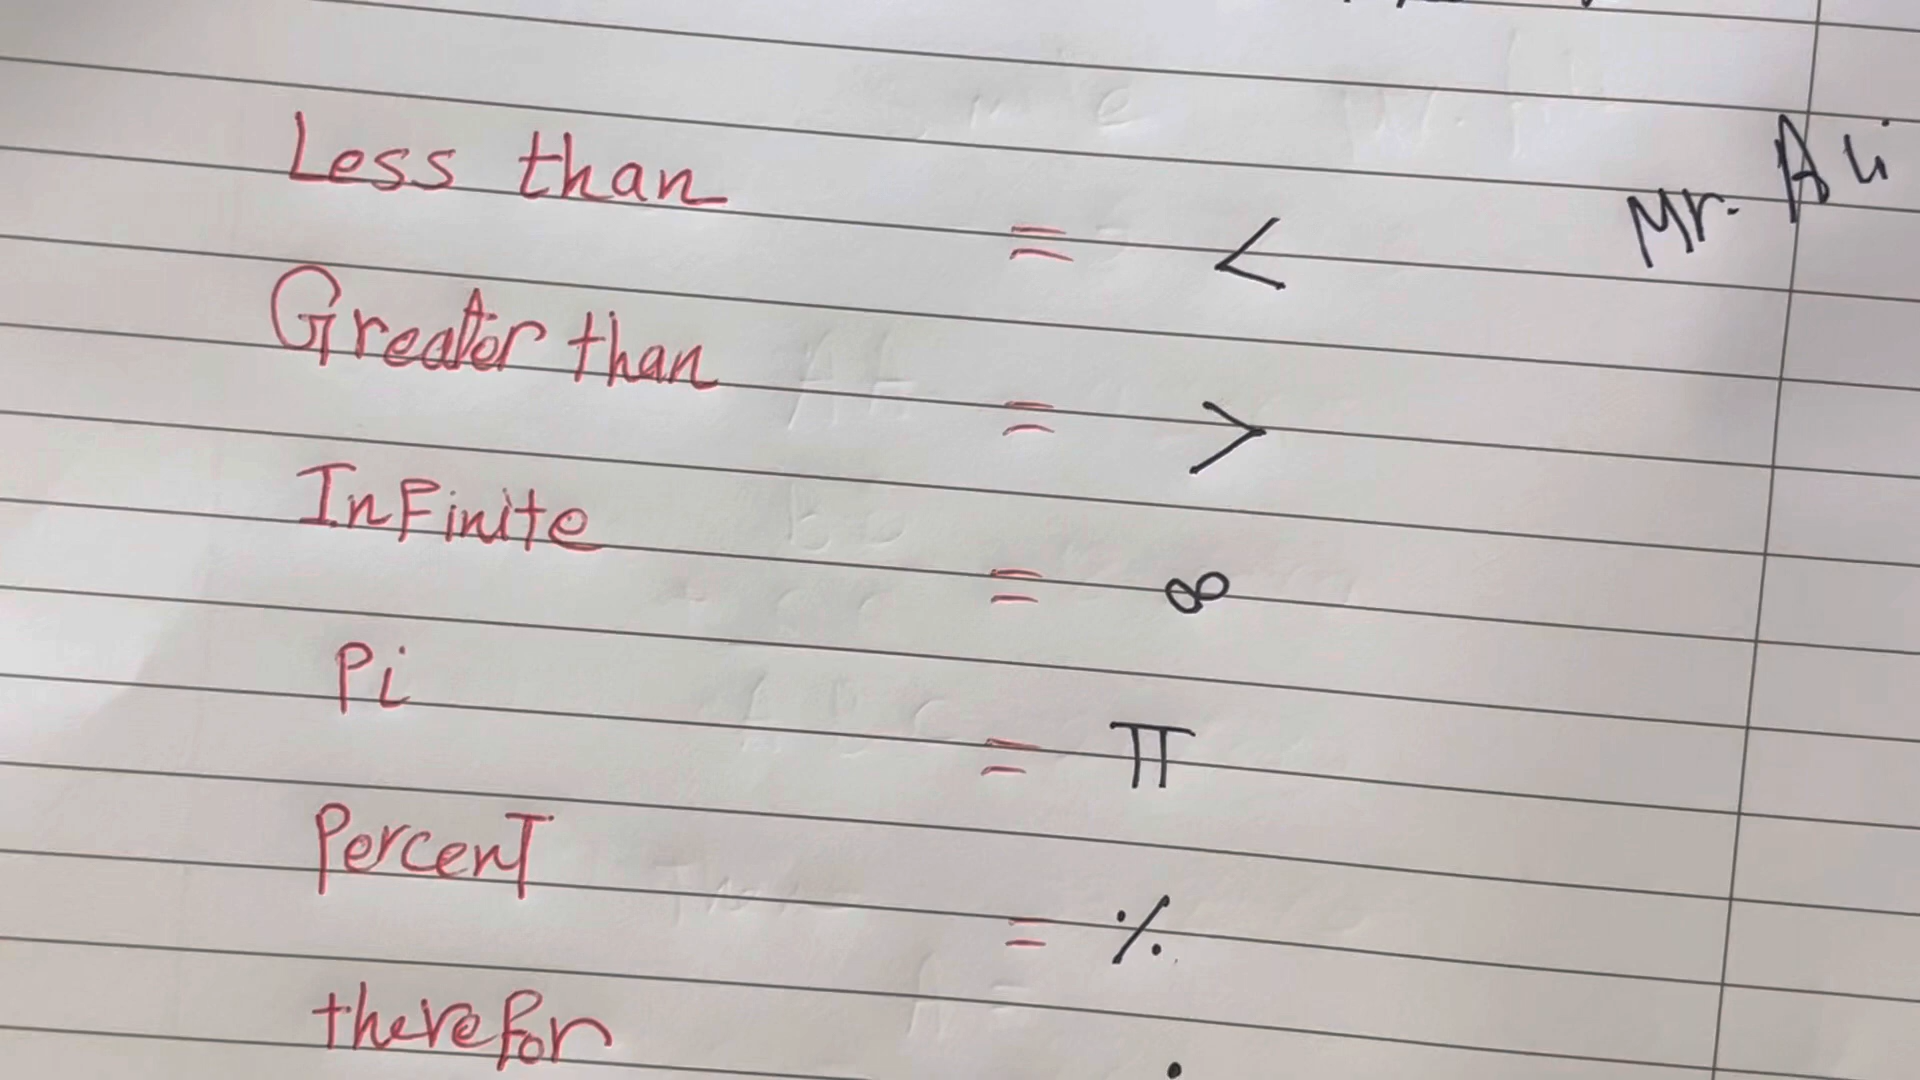 Less than = <
Mr. Ali
Greater than = >
InFinite = ∞
Pi = π
Percent = %
therefor